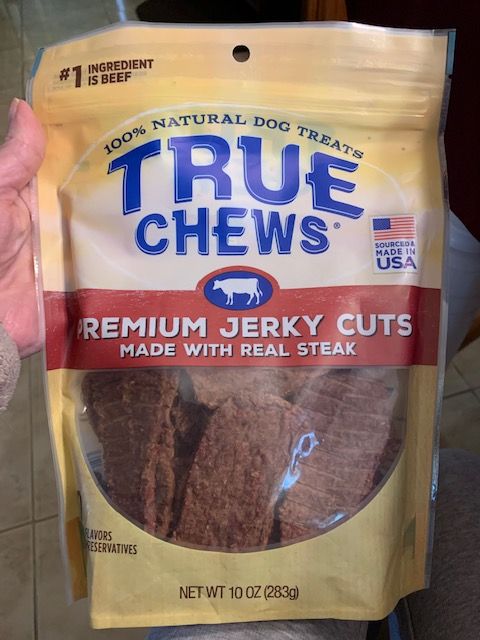 #1 INGREDIENT
IS BEEF
100% NATURAL DOG TREATS
TRUE
CHEWS®
SOURCED &
MADE IN
USA
PREMIUM JERKY CUTS
MADE WITH REAL STEAK
FLAVORS
PRESERVATIVES
NET WT 10 OZ (283g)